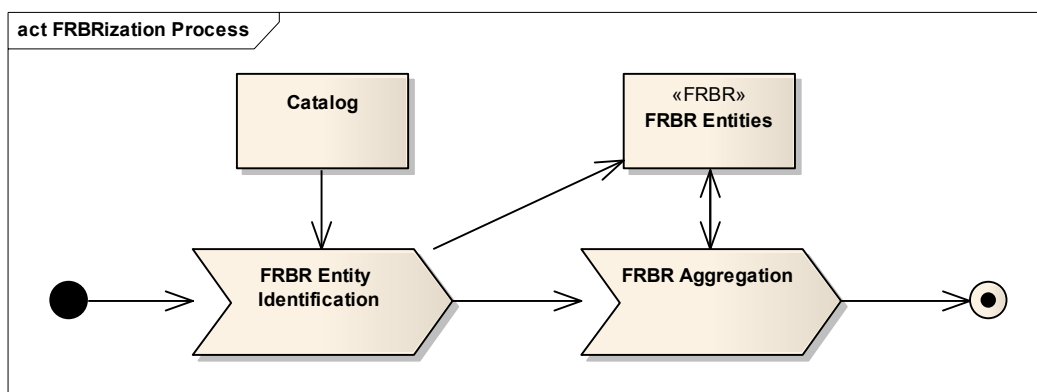 act FRBRization Process
Catalog
«FRBR»
FRBR Entities
FRBR Entity
Identification
FRBR Aggregation